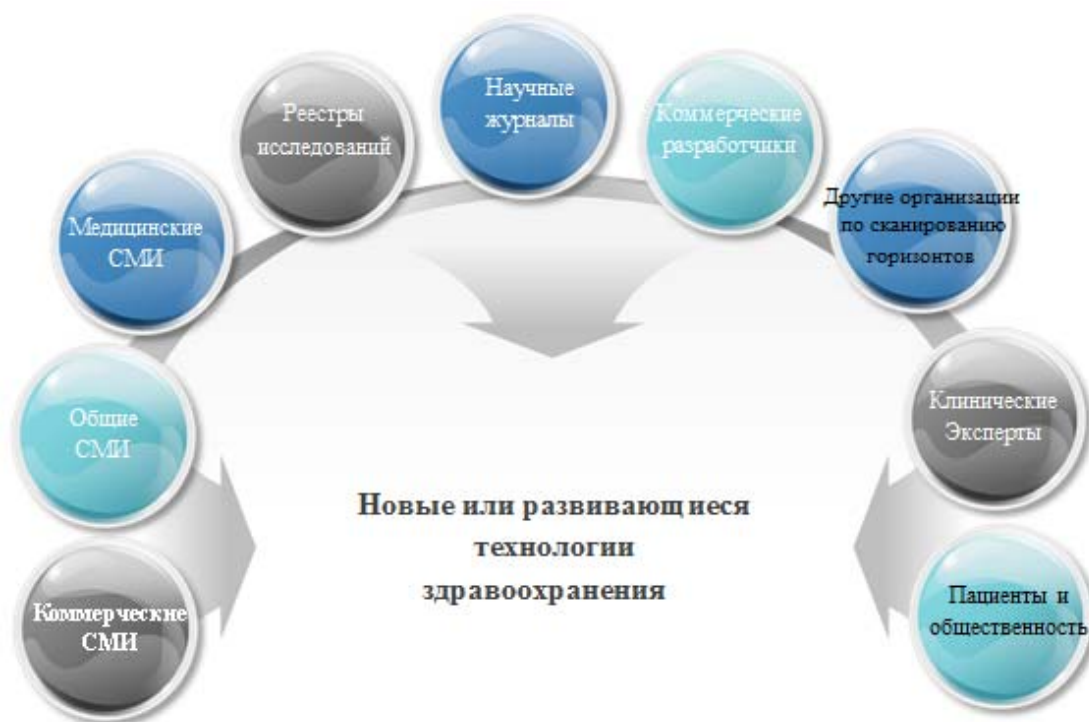 Научные
журналы
Реестры
исследований
Коммерческие
разработчики
Медицинские
СМИ
Другие организации
по сканированию
горизонтов
Общие
СМИ
Клинические
Эксперты
Новые или развивающиеся
технологии
здравоохранения
Коммерческие
СМИ
Пациенты и
общественность